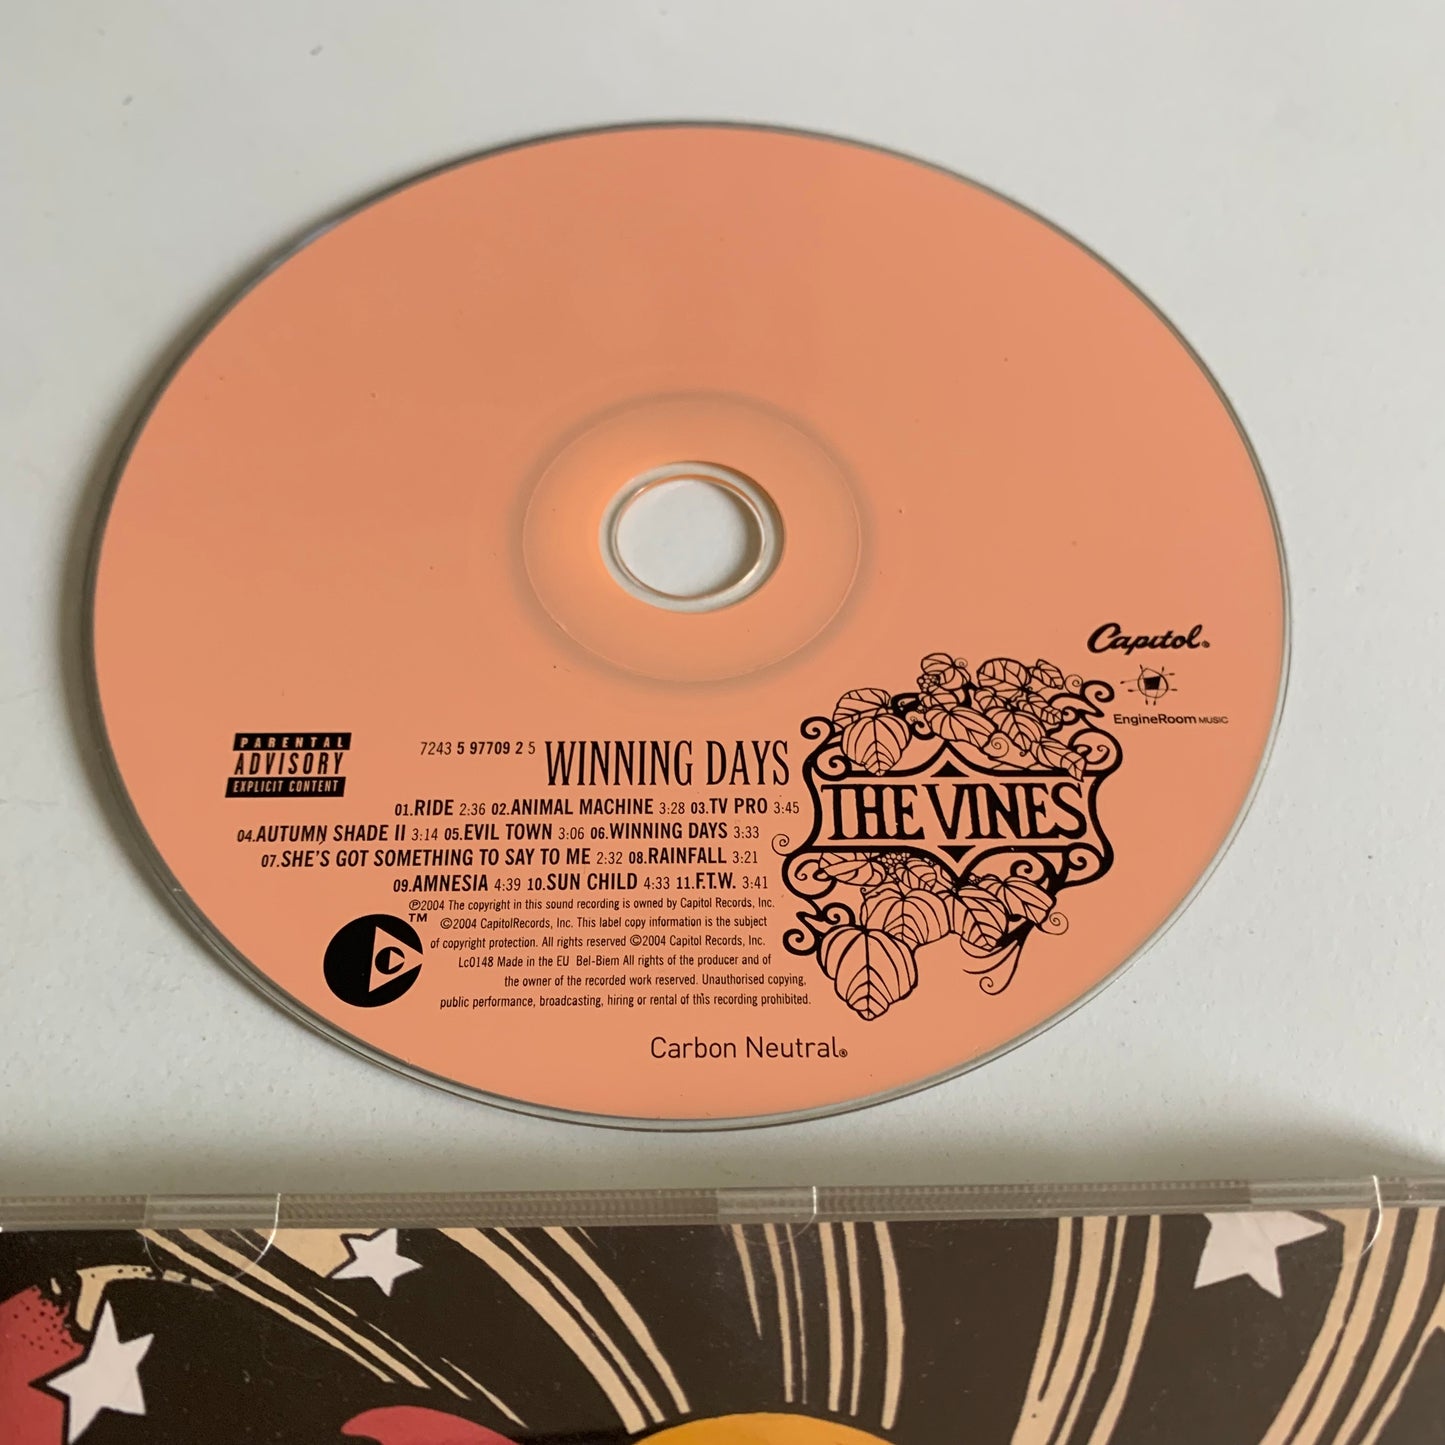 Capitol®
EngineRoom MUSIC
PARENTAL
ADVISORY
EXPLICIT CONTENT
7243 5 97709 2 5 WINNING DAYS
THE VINES
01.RIDE 2:36 02.ANIMAL MACHINE 3:28 03.TV PRO 3:45
04.AUTUMN SHADE II 3:14 05.EVIL TOWN 3:06 06.WINNING DAYS 3:33
07.SHE'S GOT SOMETHING TO SAY TO ME 2:32 08.RAINFALL 3:21
09.AMNESIA 4:39 10.SUN CHILD 4:33 11.F.T.W. 3:41
℗2004 The copyright in this sound recording is owned by Capitol Records, Inc.
©2004 CapitolRecords, Inc. This label copy information is the subject
of copyright protection. All rights reserved ©2004 Capitol Records, Inc.
Lc0148 Made in the EU Bel-Biem All rights of the producer and of
the owner of the recorded work reserved. Unauthorised copying,
public performance, broadcasting, hiring or rental of this recording prohibited.
C
™
Carbon Neutral®